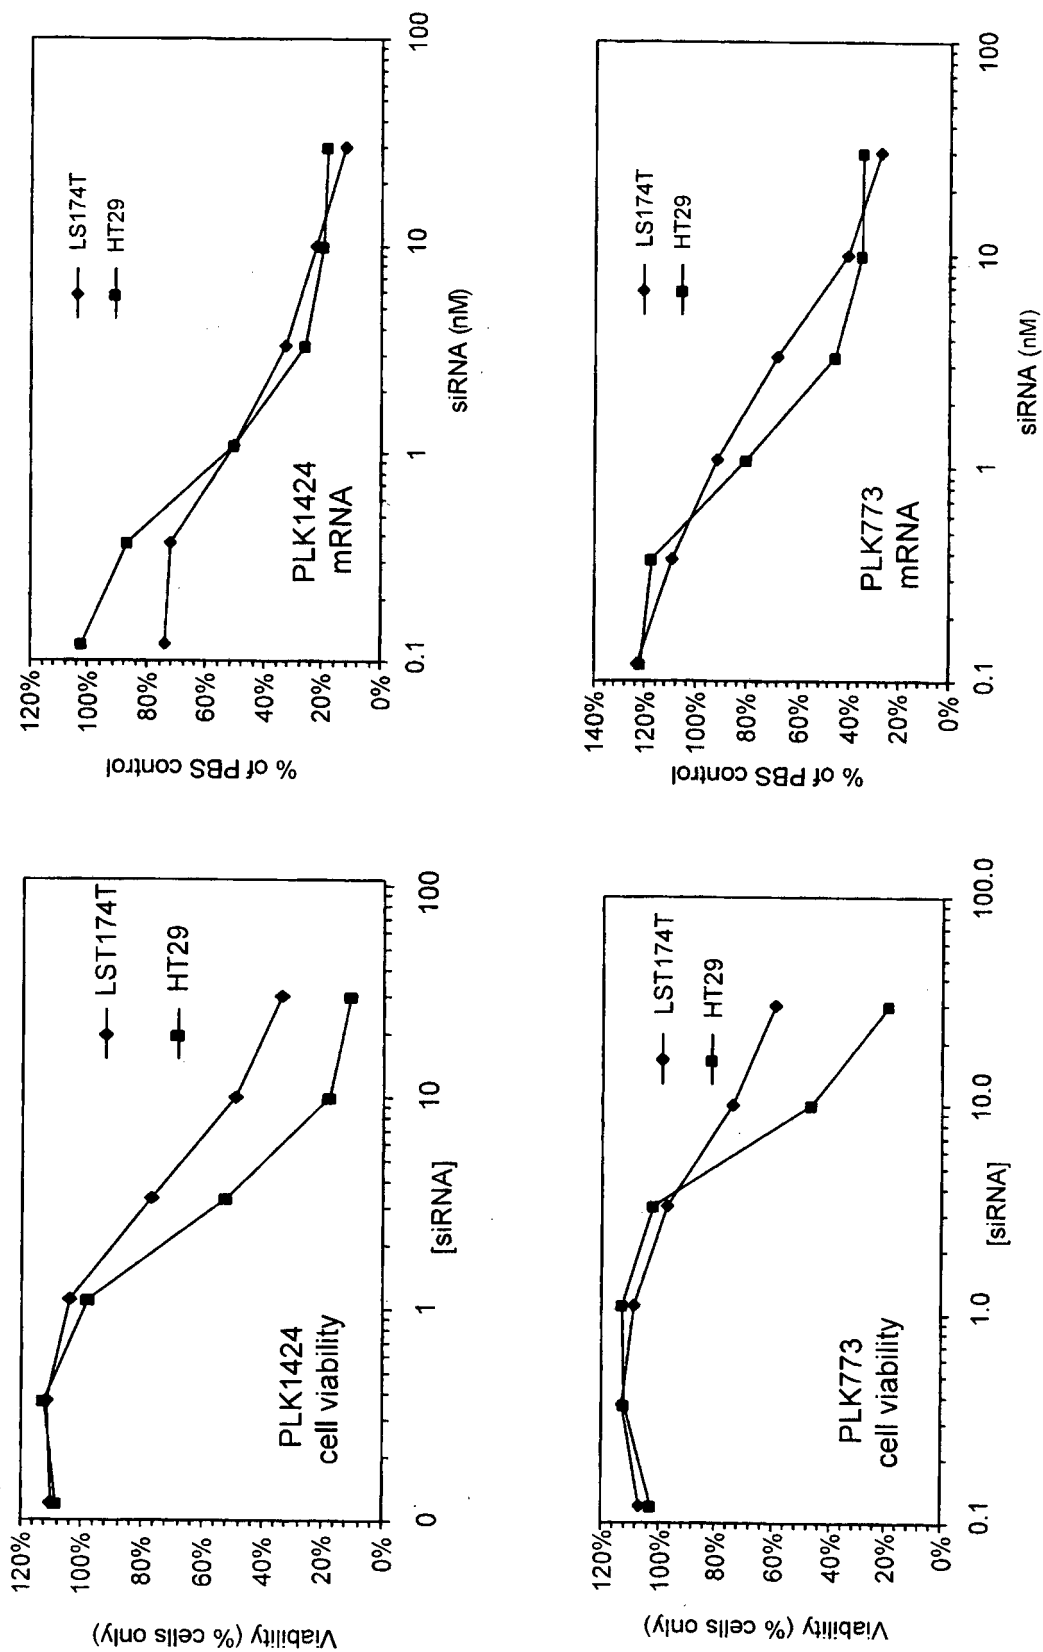 Viability (% cells only)
120%
100%
80%
60%
40%
20%
0%
PLK1424
cell viability
LST174T
HT29
0
1
10
100
[siRNA]
% of PBS control
120%
100%
80%
60%
40%
20%
0%
PLK1424
mRNA
LS174T
HT29
0.1
1
10
100
siRNA (nM)
Viability (% cells only)
120%
100%
80%
60%
40%
20%
0%
PLK773
cell viability
LST174T
HT29
0.1
1.0
10.0
100.0
[siRNA]
% of PBS control
140%
120%
100%
80%
60%
40%
20%
0%
PLK773
mRNA
LS174T
HT29
0.1
1
10
100
siRNA (nM)